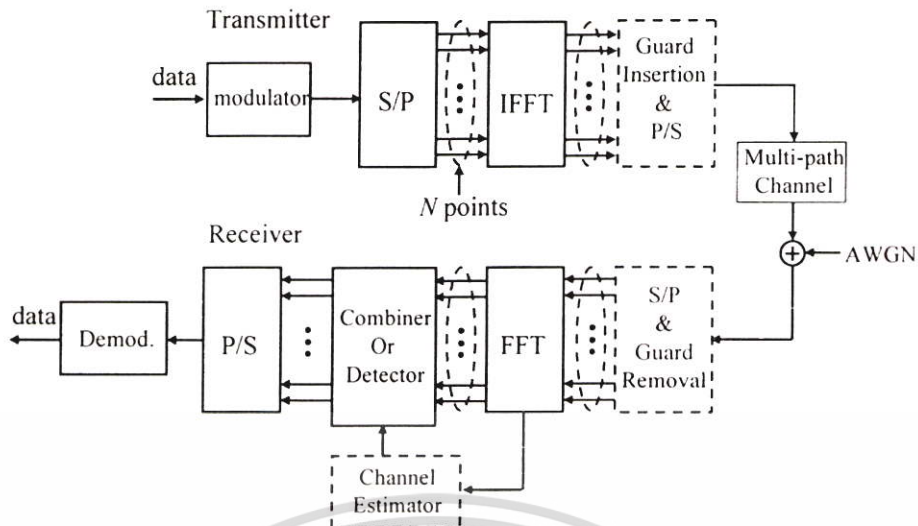 Transmitter
data
modulator
S/P
IFFT
Guard
Insertion
&
P/S
N points
Multi-path
Channel
AWGN
Receiver
data
Demod.
P/S
Combiner
Or
Detector
FFT
S/P
&
Guard
Removal
Channel
Estimator